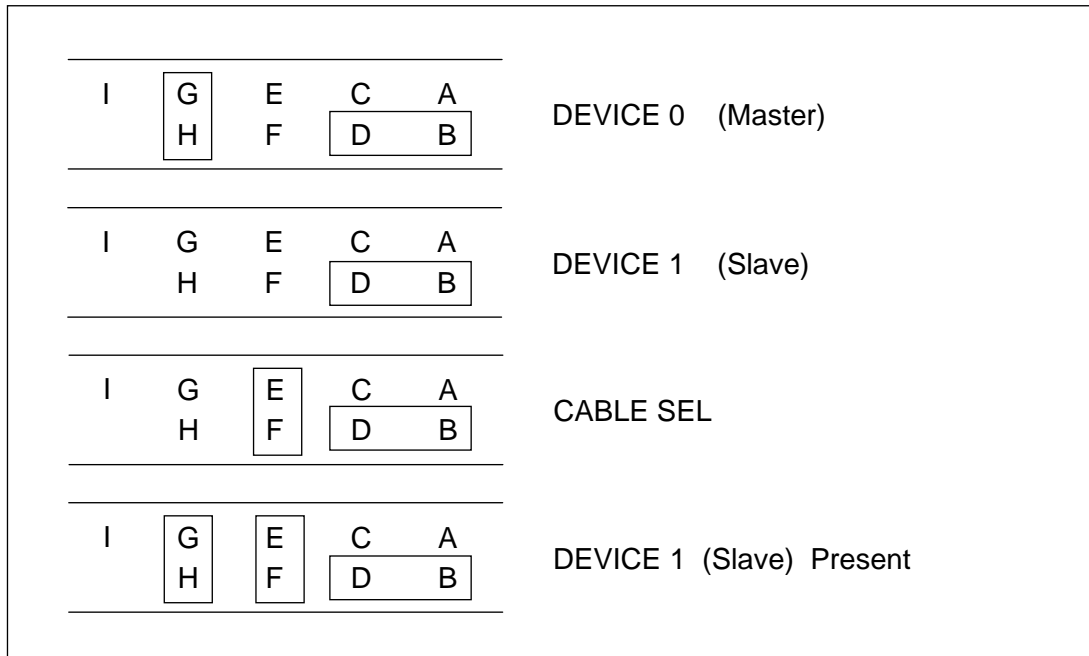 I G E C A
H F D B
DEVICE 0 (Master)
I G E C A
H F D B
DEVICE 1 (Slave)
I G E C A
H F D B
CABLE SEL
I G E C A
H F D B
DEVICE 1 (Slave) Present